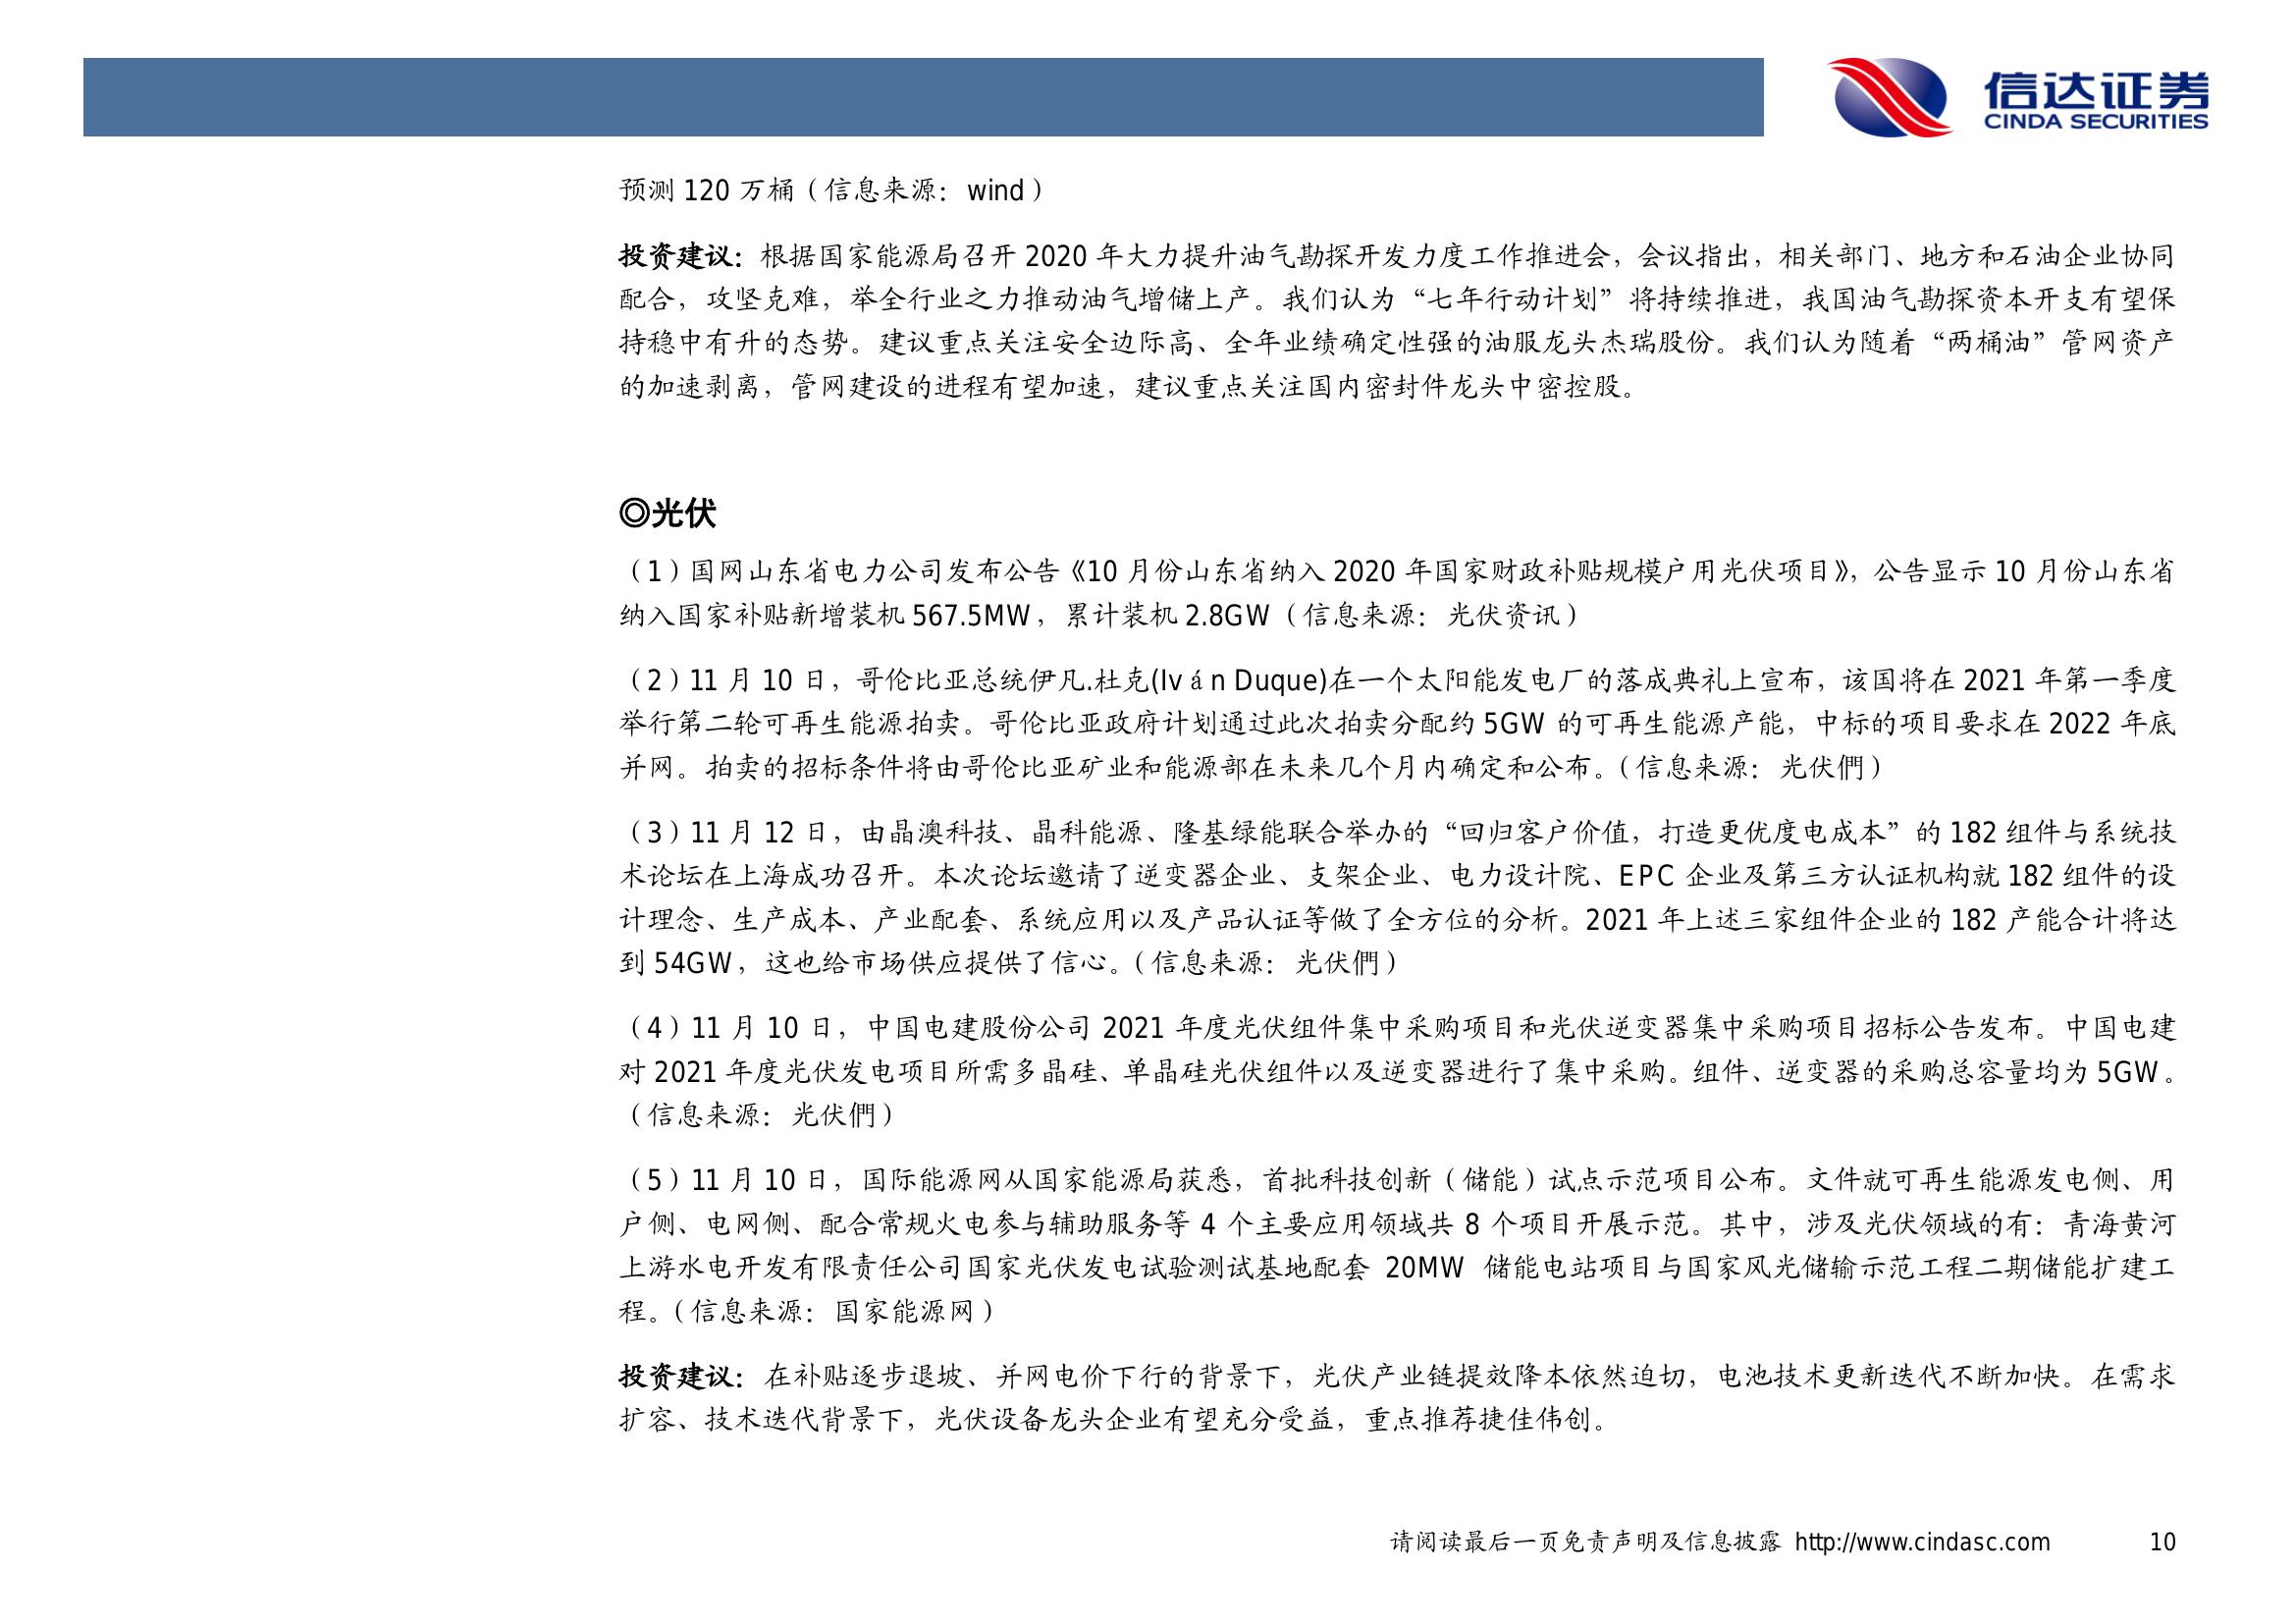 信达证券
CINDA SECURITIES
预测 120 万桶（信息来源：wind）
投资建议：根据国家能源局召开 2020 年大力提升油气勘探开发力度工作推进会，会议指出，相关部门、地方和石油企业协同
配合，攻坚克难，举全行业之力推动油气增储上产。我们认为“七年行动计划”将持续推进，我国油气勘探资本开支有望保
持稳中有升的态势。建议重点关注安全边际高、全年业绩确定性强的油服龙头杰瑞股份。我们认为随着“两桶油”管网资产
的加速剥离，管网建设的进程有望加速，建议重点关注国内密封件龙头中密控股。
◎光伏
（1）国网山东省电力公司发布公告《10 月份山东省纳入 2020 年国家财政补贴规模户用光伏项目》，公告显示 10 月份山东省
纳入国家补贴新增装机 567.5MW，累计装机 2.8GW（信息来源：光伏资讯）
（2）11 月 10 日，哥伦比亚总统伊凡.杜克(Iván Duque)在一个太阳能发电厂的落成典礼上宣布，该国将在 2021 年第一季度
举行第二轮可再生能源拍卖。哥伦比亚政府计划通过此次拍卖分配约 5GW 的可再生能源产能，中标的项目要求在 2022 年底
并网。拍卖的招标条件将由哥伦比亚矿业和能源部在未来几个月内确定和公布。（信息来源：光伏們）
（3）11 月 12 日，由晶澳科技、晶科能源、隆基绿能联合举办的“回归客户价值，打造更优度电成本”的 182 组件与系统技
术论坛在上海成功召开。本次论坛邀请了逆变器企业、支架企业、电力设计院、EPC 企业及第三方认证机构就 182 组件的设
计理念、生产成本、产业配套、系统应用以及产品认证等做了全方位的分析。2021 年上述三家组件企业的 182 产能合计将达
到 54GW，这也给市场供应提供了信心。（信息来源：光伏們）
（4）11 月 10 日，中国电建股份公司 2021 年度光伏组件集中采购项目和光伏逆变器集中采购项目招标公告发布。中国电建
对 2021 年度光伏发电项目所需多晶硅、单晶硅光伏组件以及逆变器进行了集中采购。组件、逆变器的采购总容量均为 5GW。
（信息来源：光伏們）
（5）11 月 10 日，国际能源网从国家能源局获悉，首批科技创新（储能）试点示范项目公布。文件就可再生能源发电侧、用
户侧、电网侧、配合常规火电参与辅助服务等 4 个主要应用领域共 8 个项目开展示范。其中，涉及光伏领域的有：青海黄河
上游水电开发有限责任公司国家光伏发电试验测试基地配套 20MW 储能电站项目与国家风光储输示范工程二期储能扩建工
程。（信息来源：国家能源网）
投资建议：在补贴逐步退坡、并网电价下行的背景下，光伏产业链提效降本依然迫切，电池技术更新迭代不断加快。在需求
扩容、技术迭代背景下，光伏设备龙头企业有望充分受益，重点推荐捷佳伟创。
请阅读最后一页免责声明及信息披露 http://www.cindasc.com 10